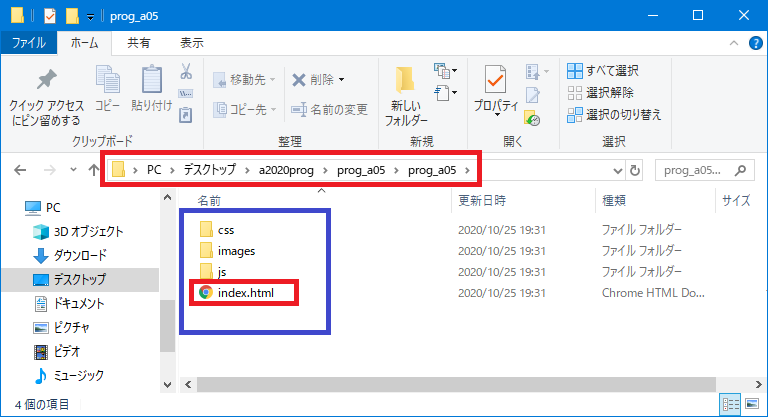 prog_a05
ファイル ホーム 共有 表示
クイック アクセス
にピン留めする
コピー
貼り付け
移動先
コピー先
削除
名前の変更
新しい
フォルダー
プロパティ
すべて選択
選択解除
選択の切り替え
クリップボード 整理 新規 開く 選択
PC デスクトップ a2020prog prog_a05 prog_a05
prog_a05...
名前 更新日時 種類 サイズ
PC
3D オブジェクト
ダウンロード
デスクトップ
ドキュメント
ピクチャ
ビデオ
ミュージック
css 2020/10/25 19:31 ファイル フォルダー
images 2020/10/25 19:31 ファイル フォルダー
js 2020/10/25 19:31 ファイル フォルダー
index.html 2020/10/25 19:31 Chrome HTML Do...
4 個の項目